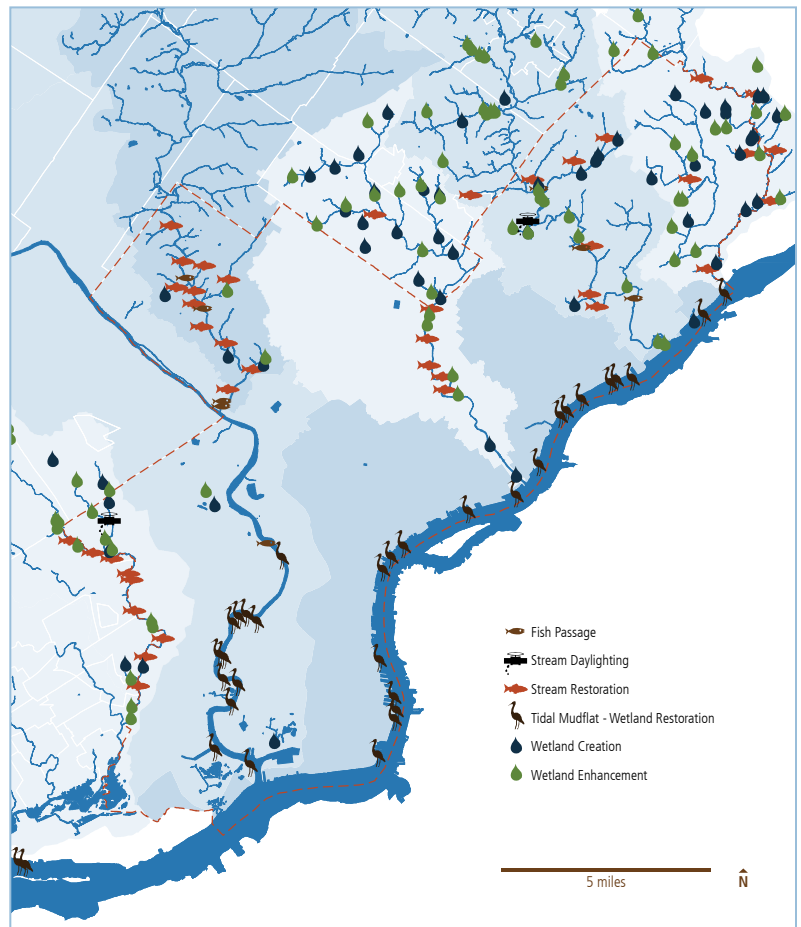 Fish Passage
Stream Daylighting
Stream Restoration
Tidal Mudflat - Wetland Restoration
Wetland Creation
Wetland Enhancement
5 miles
N